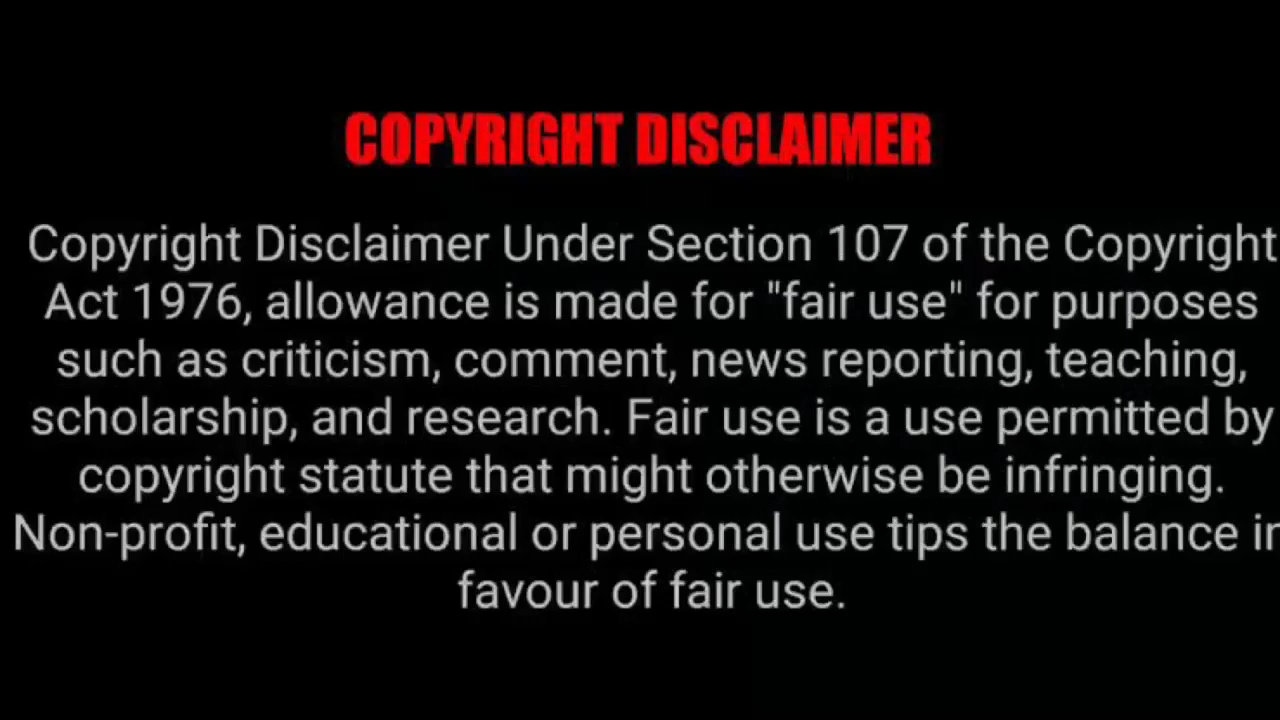 COPYRIGHT DISCLAIMER
Copyright Disclaimer Under Section 107 of the Copyright
Act 1976, allowance is made for "fair use" for purposes
such as criticism, comment, news reporting, teaching,
scholarship, and research. Fair use is a use permitted by
copyright statute that might otherwise be infringing.
Non-profit, educational or personal use tips the balance in
favour of fair use.